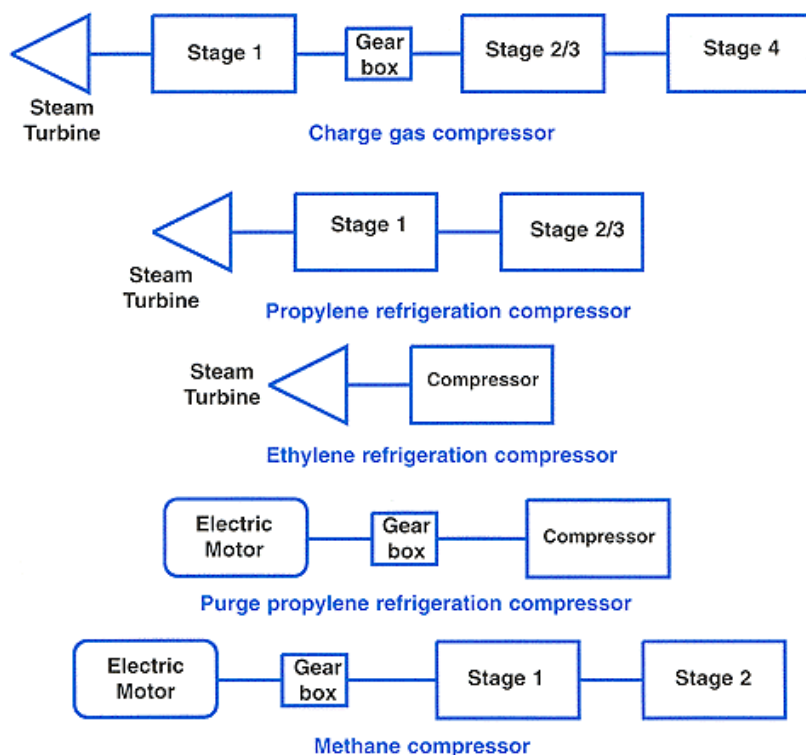 Stage 1
Gear
box
Stage 2/3
Stage 4
Steam
Turbine
Charge gas compressor
Stage 1
Stage 2/3
Steam
Turbine
Propylene refrigeration compressor
Steam
Turbine
Compressor
Ethylene refrigeration compressor
Electric
Motor
Gear
box
Compressor
Purge propylene refrigeration compressor
Electric
Motor
Gear
box
Stage 1
Stage 2
Methane compressor